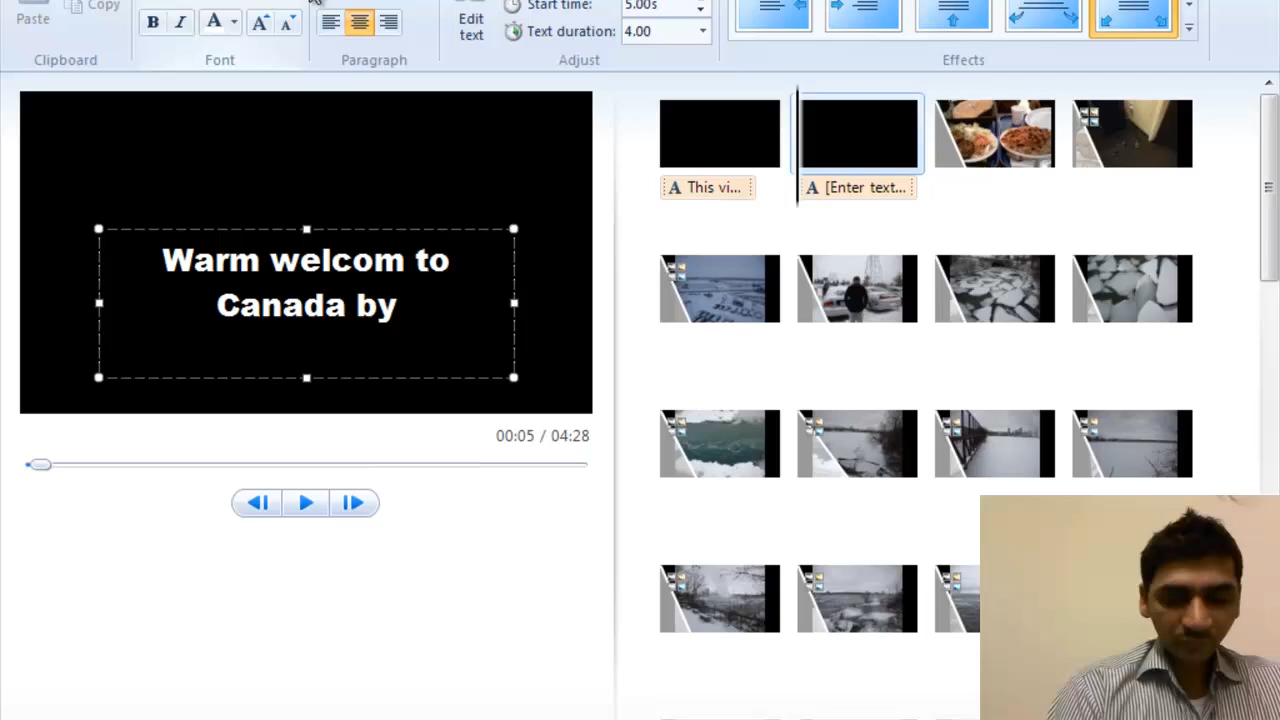 Paste
Copy
B I A A A
Edit
text
Start time: 5.00s
Text duration: 4.00
Clipboard
Font
Paragraph
Adjust
Effects
A This vi...
A [Enter text...
Warm welcom to
Canada by
00:05 / 04:28